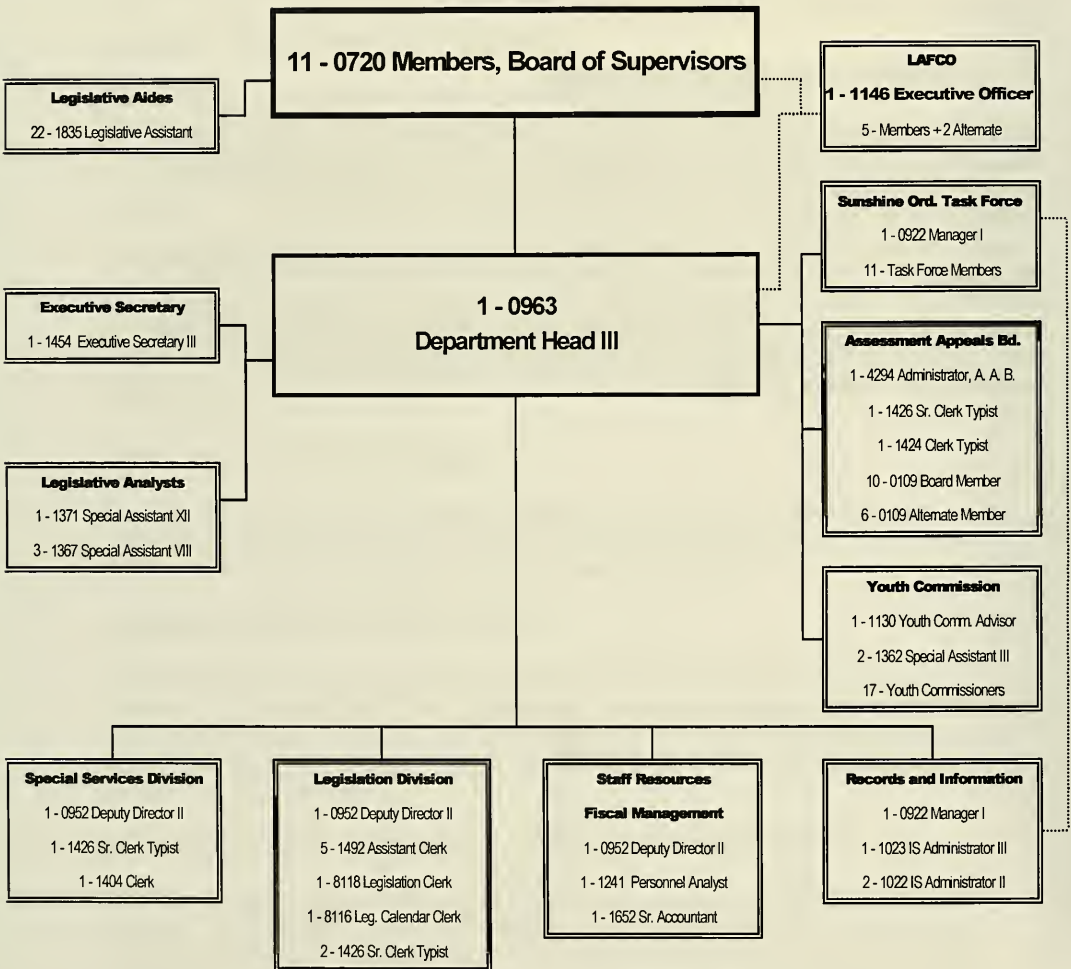 11 - 0720 Members, Board of Supervisors
LAFCO
1 - 1146 Executive Officer
5 - Members + 2 Alternate
Legislative Aides
22 - 1835 Legislative Assistant
Sunshine Ord. Task Force
1 - 0922 Manager I
11 - Task Force Members
1 - 0963
Department Head III
Executive Secretary
1 - 1454 Executive Secretary III
Assessment Appeals Bd.
1 - 4294 Administrator, A. A. B.
1 - 1426 Sr. Clerk Typist
1 - 1424 Clerk Typist
10 - 0109 Board Member
6 - 0109 Alternate Member
Legislative Analysts
1 - 1371 Special Assistant XII
3 - 1367 Special Assistant VIII
Youth Commission
1 - 1130 Youth Comm. Advisor
2 - 1362 Special Assistant III
17 - Youth Commissioners
Special Services Division
1 - 0952 Deputy Director II
1 - 1426 Sr. Clerk Typist
1 - 1404 Clerk
Legislation Division
1 - 0952 Deputy Director II
5 - 1492 Assistant Clerk
1 - 8118 Legislation Clerk
1 - 8116 Leg. Calendar Clerk
2 - 1426 Sr. Clerk Typist
Staff Resources
Fiscal Management
1 - 0952 Deputy Director II
1 - 1241 Personnel Analyst
1 - 1652 Sr. Accountant
Records and Information
1 - 0922 Manager I
1 - 1023 IS Administrator III
2 - 1022 IS Administrator II